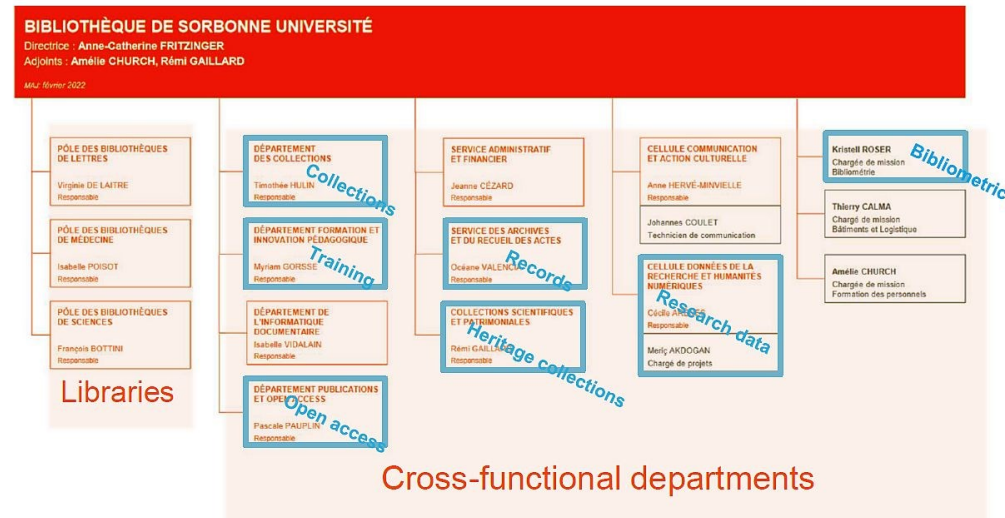 BIBLIOTHÈQUE DE SORBONNE UNIVERSITÉ
Directrice : Anne-Catherine FRITZINGER
Adjoints : Amélie CHURCH, Rémi GAILLARD
MAJ: février 2022
PÔLE DES BIBLIOTHÈQUES
DE LETTRES
Virginie DE LAITRE
Responsable
PÔLE DES BIBLIOTHÈQUES
DE MÉDECINE
Isabelle POISOT
Responsable
PÔLE DES BIBLIOTHÈQUES
DE SCIENCES
François BOTTINI
Responsable
Libraries
DÉPARTEMENT
DES COLLECTIONS
Timothée HULIN
Responsable
Collections
DÉPARTEMENT FORMATION ET
INNOVATION PÉDAGOGIQUE
Myriam GORSSE
Responsable
Training
DÉPARTEMENT DE
L'INFORMATIQUE
DOCUMENTAIRE
Isabelle VIDALAIN
Responsable
DÉPARTEMENT PUBLICATIONS
ET OPEN ACCESS
Pascale PAUPLIN
Responsable
Open access
SERVICE ADMINISTRATIF
ET FINANCIER
Jeanne CÉZARD
Responsable
SERVICE DES ARCHIVES
ET DU RECUEIL DES ACTES
Océane VALENCIA
Responsable
Records
COLLECTIONS SCIENTIFIQUES
ET PATRIMONIALES
Rémi GAILLARD
Responsable
Heritage collections
CELLULE COMMUNICATION
ET ACTION CULTURELLE
Anne HERVÉ-MINVIELLE
Responsable
Johannes COULET
Technicien de communication
CELLULE DONNÉES DE LA
RECHERCHE ET HUMANITÉS
NUMÉRIQUES
Cécile
Responsable
Research data
Meriç AKDOGAN
Chargé de projets
Kristell ROSER
Chargée de mission
Bibliométrie
Bibliometric
Thierry CALMA
Chargé de mission
Bâtiments et Logistique
Amélie CHURCH
Chargée de mission
Formation des personnels
Cross-functional departments